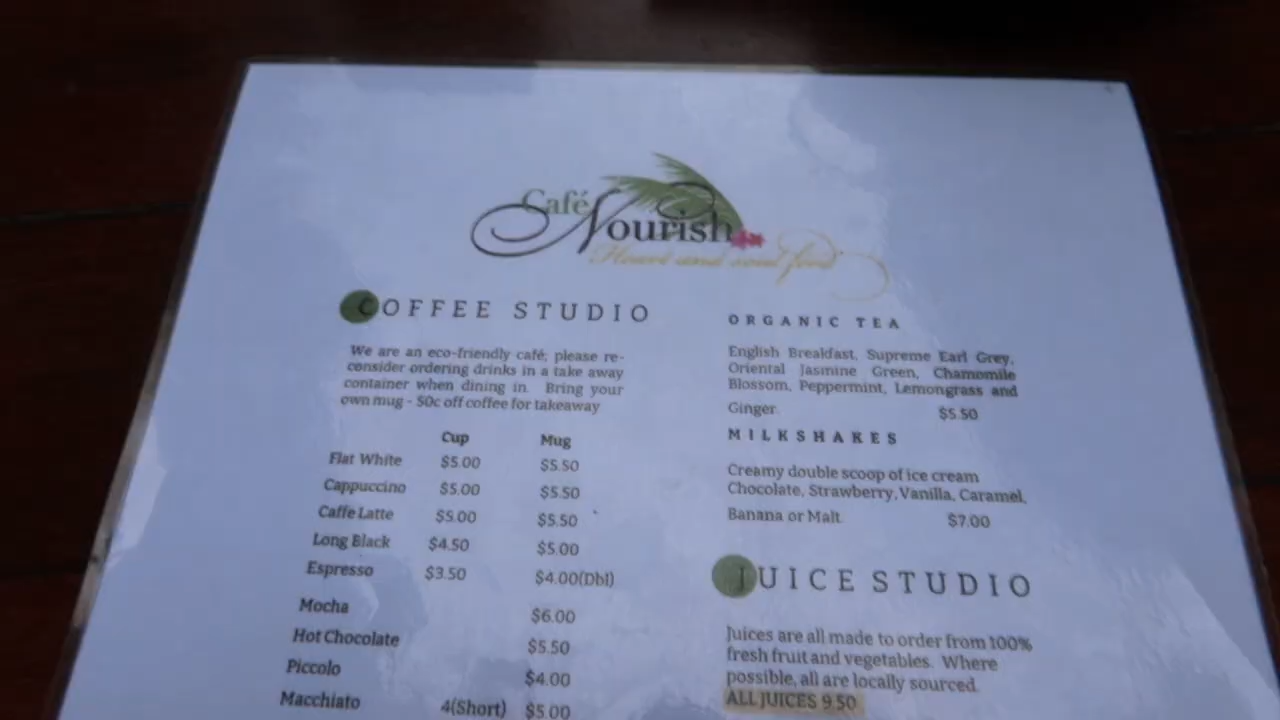 Café
Nourish
Heart and soul food
COFFEE STUDIO
We are an eco-friendly café; please re-
consider ordering drinks in a take away
container when dining in. Bring your
own mug - 50c off coffee for takeaway
Cup Mug
Flat White $5.00 $5.50
Cappuccino $5.00 $5.50
Caffe Latte $5.00 $5.50
Long Black $4.50 $5.00
Espresso $3.50 $4.00(Dbl)
Mocha $6.00
Hot Chocolate $5.50
Piccolo $4.00
Macchiato 4(Short) $5.00
ORGANIC TEA
English Breakfast, Supreme Earl Grey,
Oriental Jasmine Green, Chamomile
Blossom, Peppermint, Lemongrass and
Ginger. $5.50
MILKSHAKES
Creamy double scoop of ice cream
Chocolate, Strawberry, Vanilla, Caramel,
Banana or Malt. $7.00
JUICE STUDIO
Juices are all made to order from 100%
fresh fruit and vegetables. Where
possible, all are locally sourced.
ALL JUICES 9.50